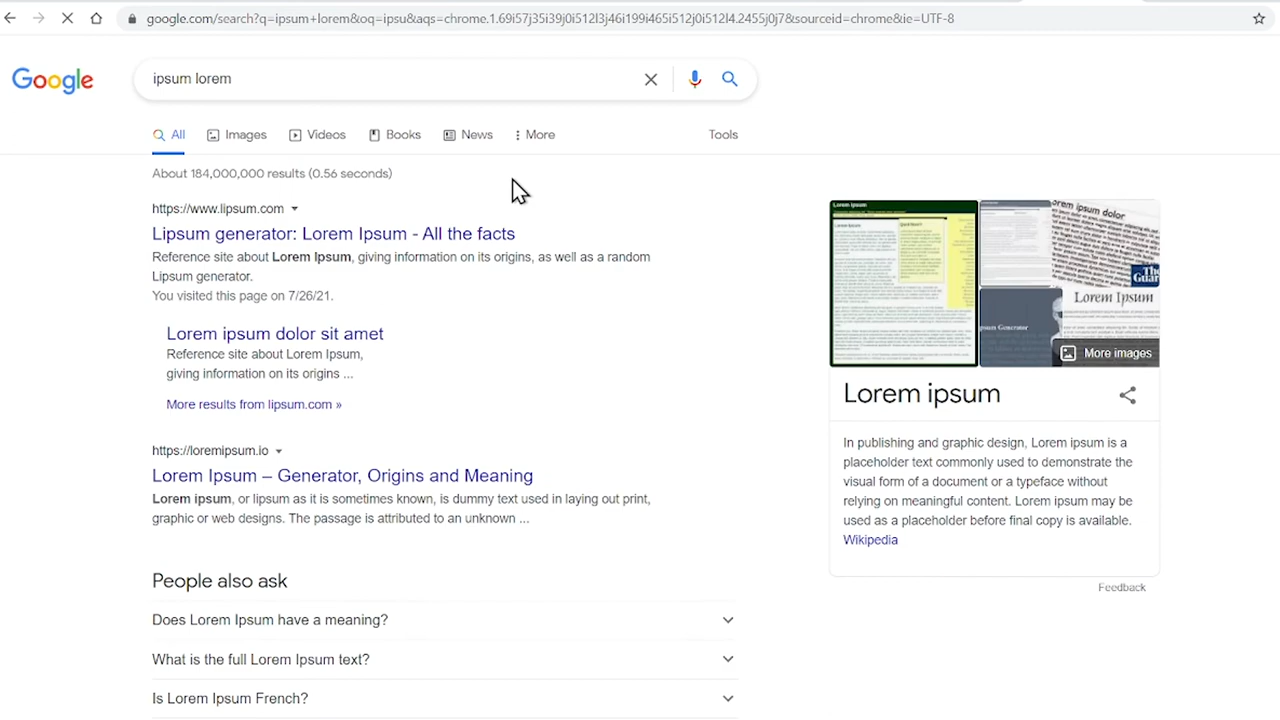 google.com/search?q=ipsum+lorem&oq=ipsu&aqs=chrome.1.69i57j35i39j0i512l3j46i199i465i512j0i512l4.2455j0j7&sourceid=chrome&ie=UTF-8
Google
ipsum lorem
All Images Videos Books News More Tools
About 184,000,000 results (0.56 seconds)
https://www.lipsum.com
Lipsum generator: Lorem Ipsum - All the facts
Reference site about Lorem Ipsum, giving information on its origins, as well as a random
Lipsum generator.
You visited this page on 7/26/21.
Lorem ipsum dolor sit amet
Reference site about Lorem Ipsum,
giving information on its origins ...
More results from lipsum.com »
https://loremipsum.io
Lorem Ipsum – Generator, Origins and Meaning
Lorem ipsum, or lipsum as it is sometimes known, is dummy text used in laying out print,
graphic or web designs. The passage is attributed to an unknown ...
People also ask
Does Lorem Ipsum have a meaning?
What is the full Lorem Ipsum text?
Is Lorem Ipsum French?
Lorem Ipsum
orem ipsum dolor
The
Guar
Lorem Ipsum
psum Generator
More images
Lorem ipsum
In publishing and graphic design, Lorem ipsum is a
placeholder text commonly used to demonstrate the
visual form of a document or a typeface without
relying on meaningful content. Lorem ipsum may be
used as a placeholder before final copy is available.
Wikipedia
Feedback